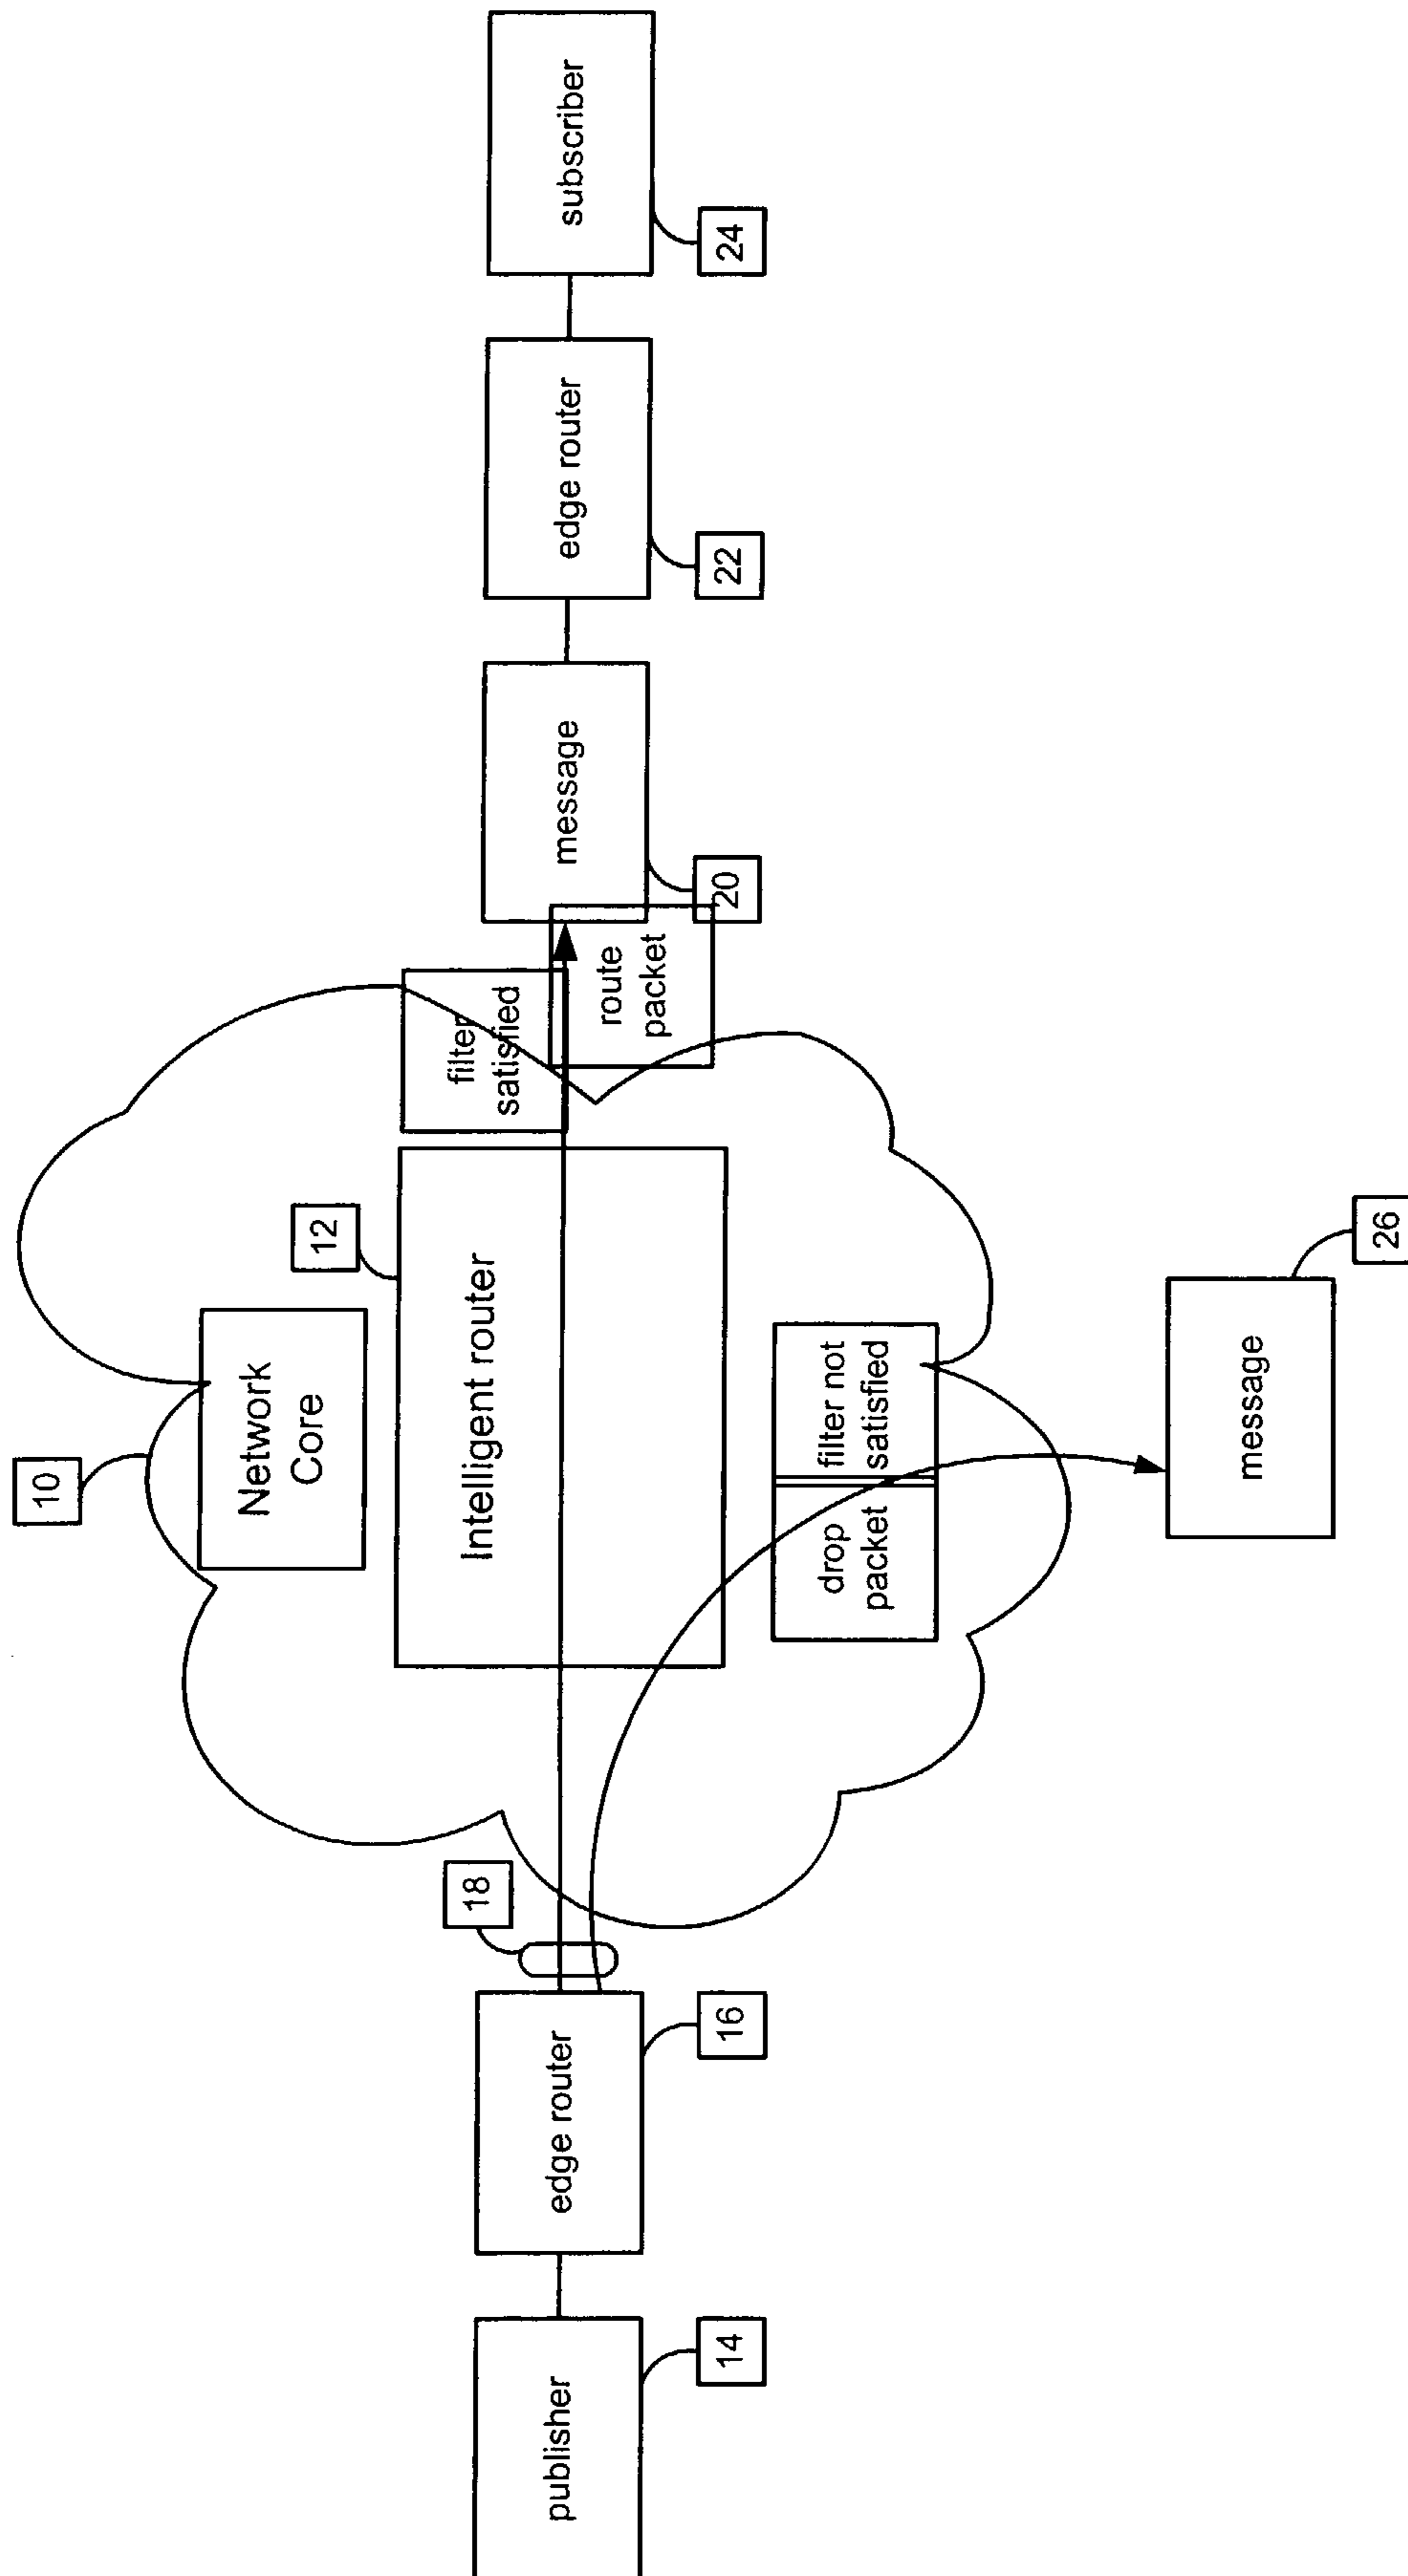 10
Network
Core
12
Intelligent router
filter
satisfied
route
packet
18
publisher
14
edge router
16
message
20
edge router
22
subscriber
24
drop
packet
filter not
satisfied
message
26